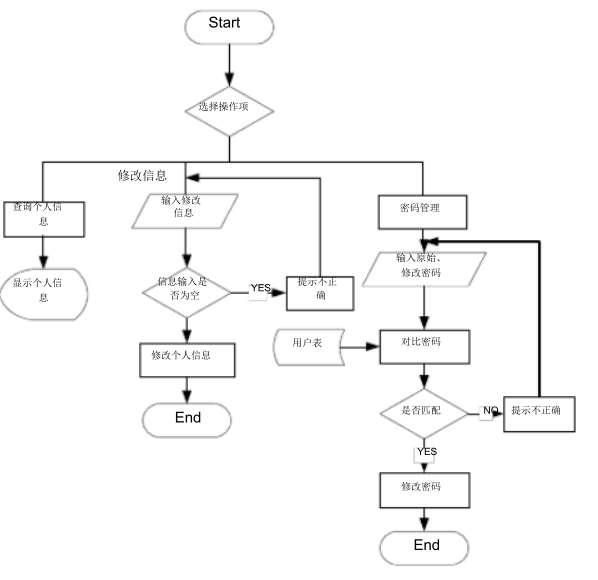 Start
选择操作项
修改信息
查询个人信
息
输入修改
信息
密码管理
显示个人信
息
信息输入是
否为空
YES
提示不正
确
输入原始、
修改密码
修改个人信息
用户表
对比密码
End
是否匹配
NO
提示不正确
YES
修改密码
End